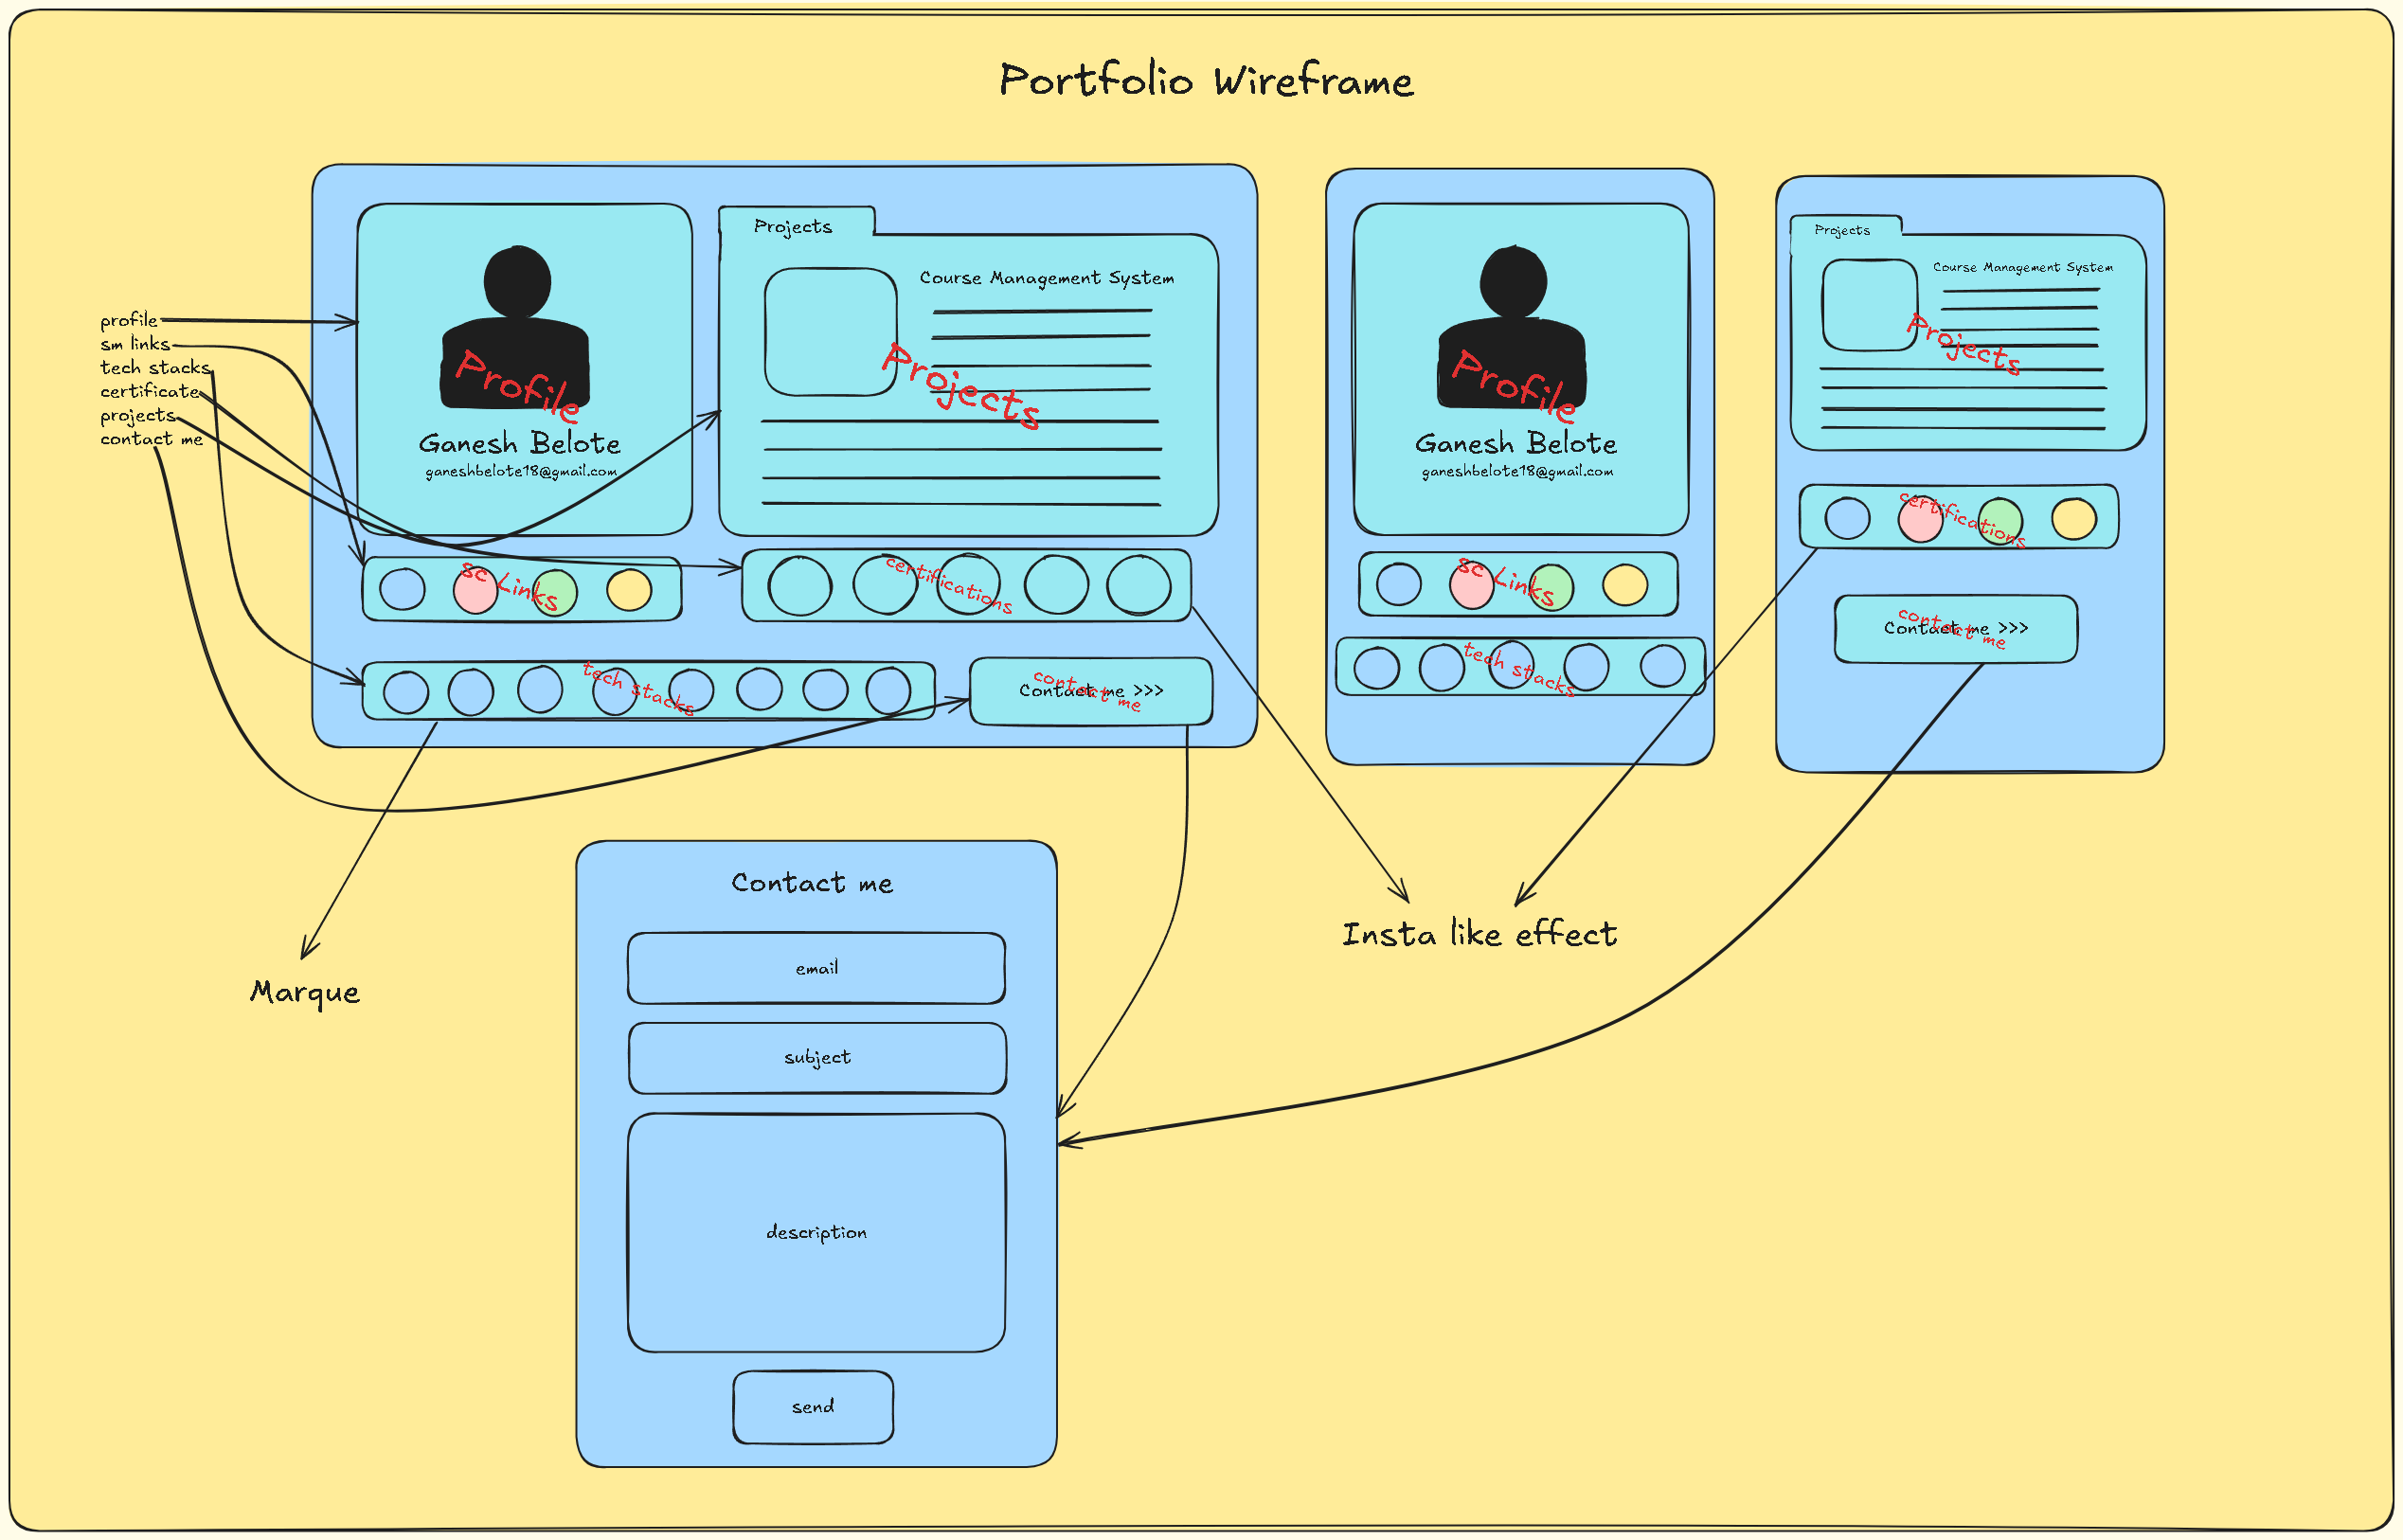 Portfolio Wireframe
profile
sm links
tech stacks
certificate
projects
contact me
Profile
Ganesh Belote
ganeshbelote18@gmail.com
Projects
Course Management System
Projects
sc Links
certifications
tech stacks
Contact me >>>
contact me
Profile
Ganesh Belote
ganeshbelote18@gmail.com
sc Links
tech stacks
Projects
Course Management System
Projects
certifications
Contact me >>>
contact me
Marque
Insta like effect
Contact me
email
subject
description
send